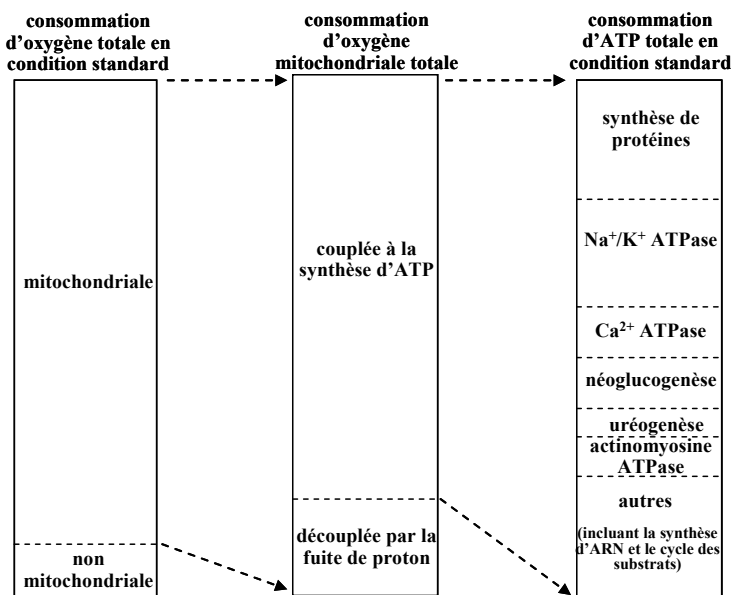 consommation
d'oxygène totale en
condition standard
consommation
d'oxygène
mitochondriale totale
consommation
d'ATP totale en
condition standard
mitochondriale
non
mitochondriale
couplée à la
synthèse d'ATP
découplée par la
fuite de proton
synthèse de
protéines
Na⁺/K⁺ ATPase
Ca²⁺ ATPase
néoglucogenèse
uréogenèse
actinomyosine
ATPase
autres
(incluant la synthèse
d'ARN et le cycle des
substrats)